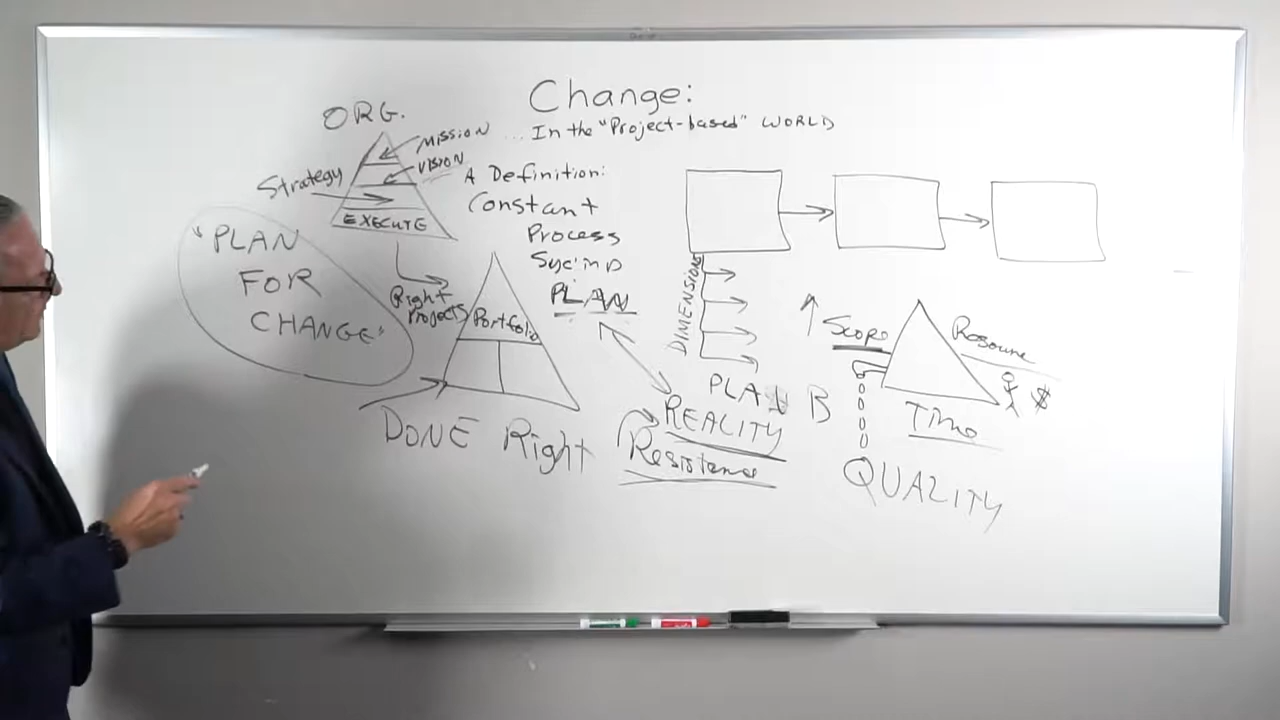 Change:
... In the "Project-based" WORLD
ORG.
MISSION
VISION
Strategy
EXECUTE
A Definition:
Constant
Process
PLAN
"PLAN
FOR
CHANGE"
Right
Projects
Portfolio
DONE Right
DIMENSIONS
PLAN B
REALITY
Resistance
Score
Resource
$
Time
QUALITY